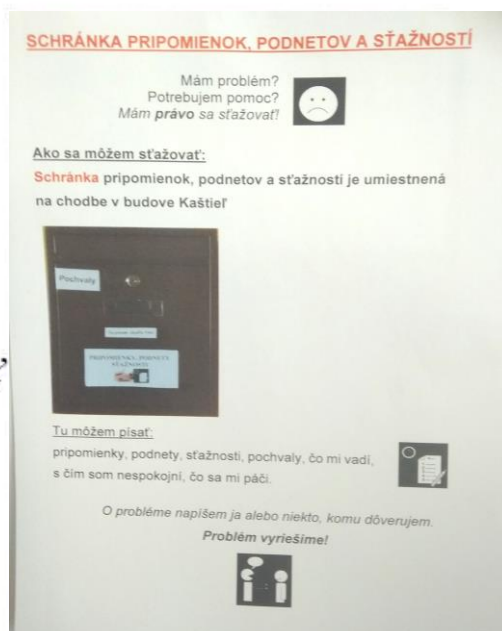 SCHRÁNKA PRIPOMIENOK, PODNETOV A SŤAŽNOSTÍ
Mám problém?
Potrebujem pomoc?
Mám právo sa sťažovať!
Ako sa môžem sťažovať:
Schránka pripomienok, podnetov a sťažností je umiestnená
na chodbe v budove Kaštieľ
Pochvaly
PRIPOMIENKA, PODNETY
SŤAŽNOSTI
Tu môžem písať:
pripomienky, podnety, sťažnosti, pochvaly, čo mi vadí,
s čím som nespokojní, čo sa mi páči.
O probléme napíšem ja alebo niekto, komu dôverujem.
Problém vyriešime!